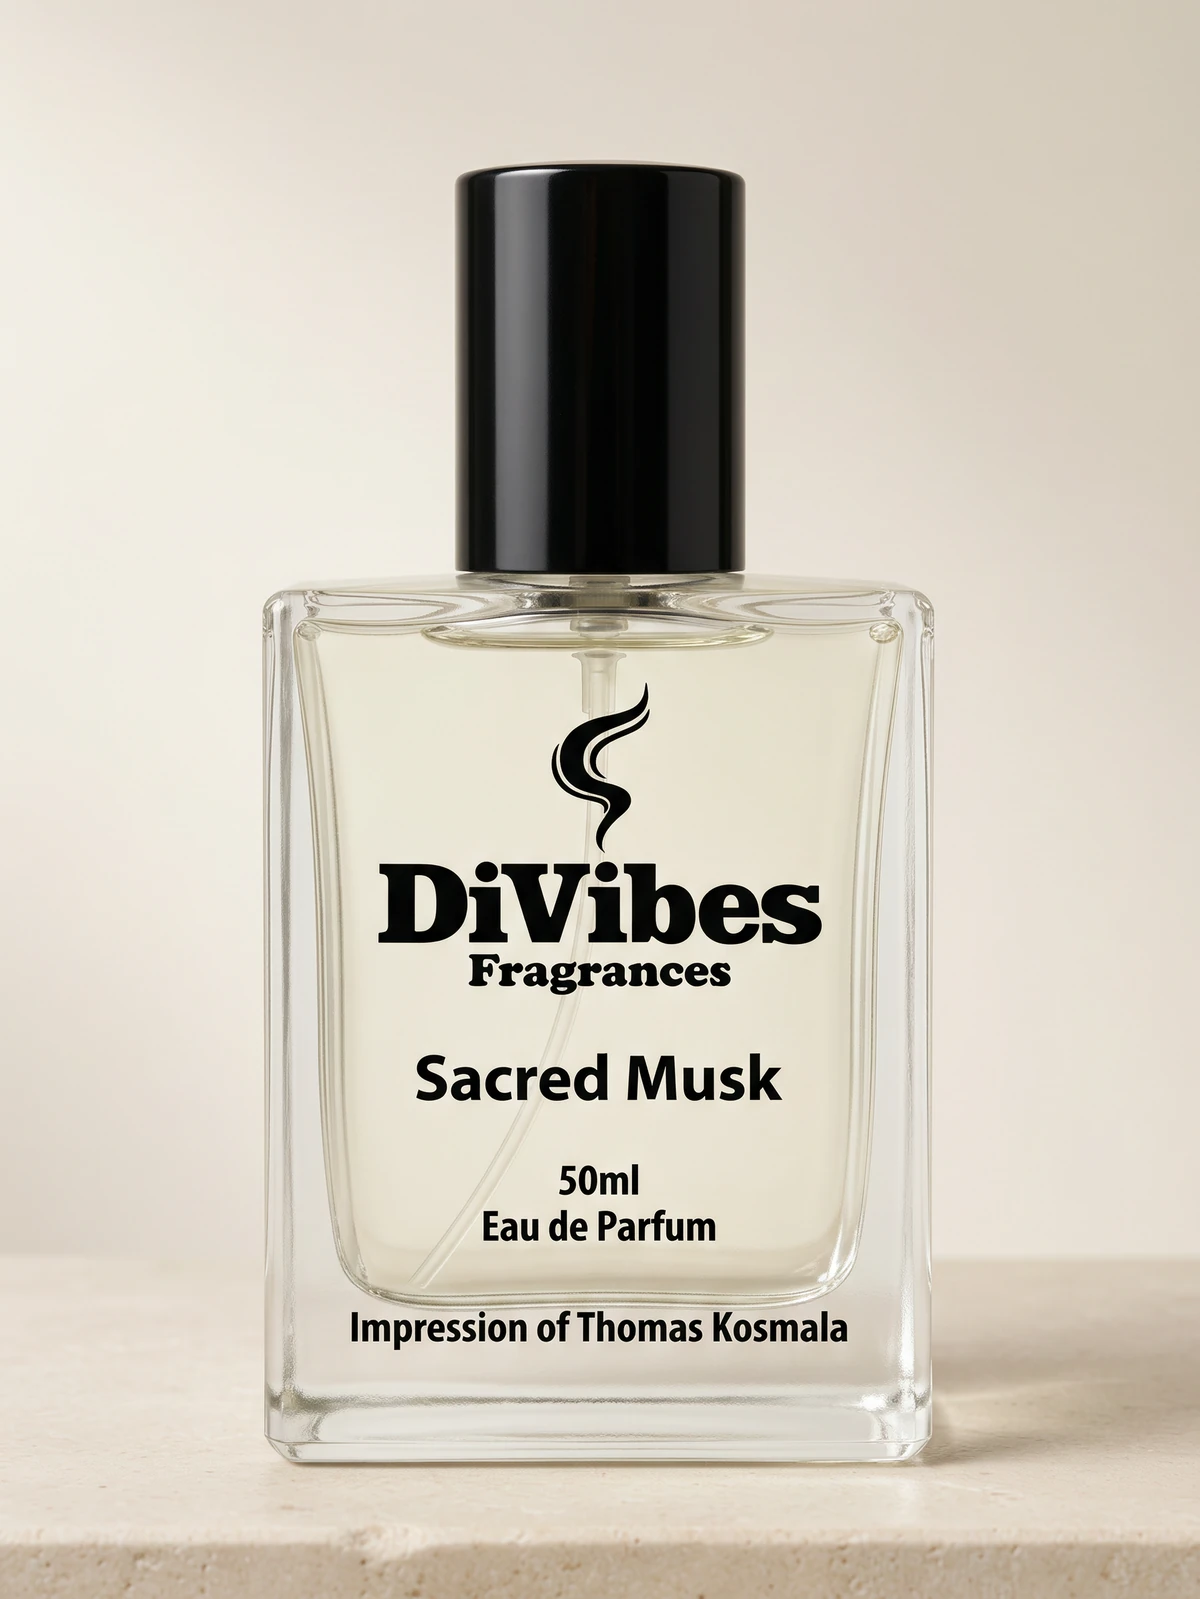 DiVibes
Fragrances
Sacred Musk
50ml
Eau de Parfum
Impression of Thomas Kosmala